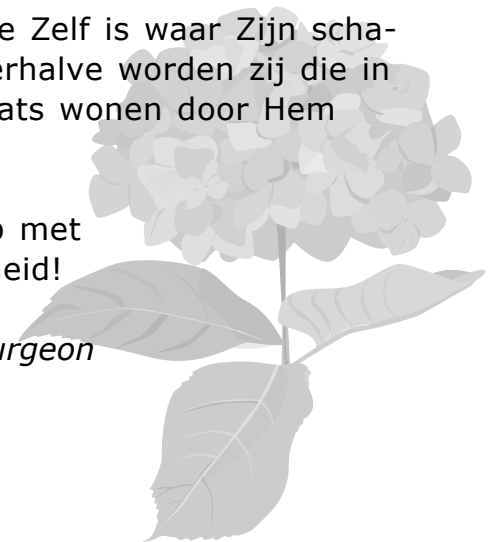 e Zelf is waar Zijn scha-
erhalve worden zij die in
ats wonen door Hem
met
eid!
urgeon